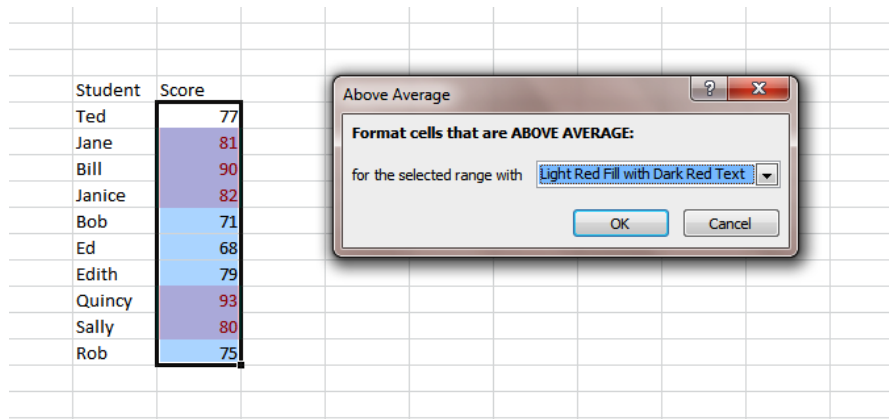 Student Score
Ted 77
Jane 81
Bill 90
Janice 82
Bob 71
Ed 68
Edith 79
Quincy 93
Sally 80
Rob 75
Above Average
? X
Format cells that are ABOVE AVERAGE:
for the selected range with Light Red Fill with Dark Red Text
OK Cancel